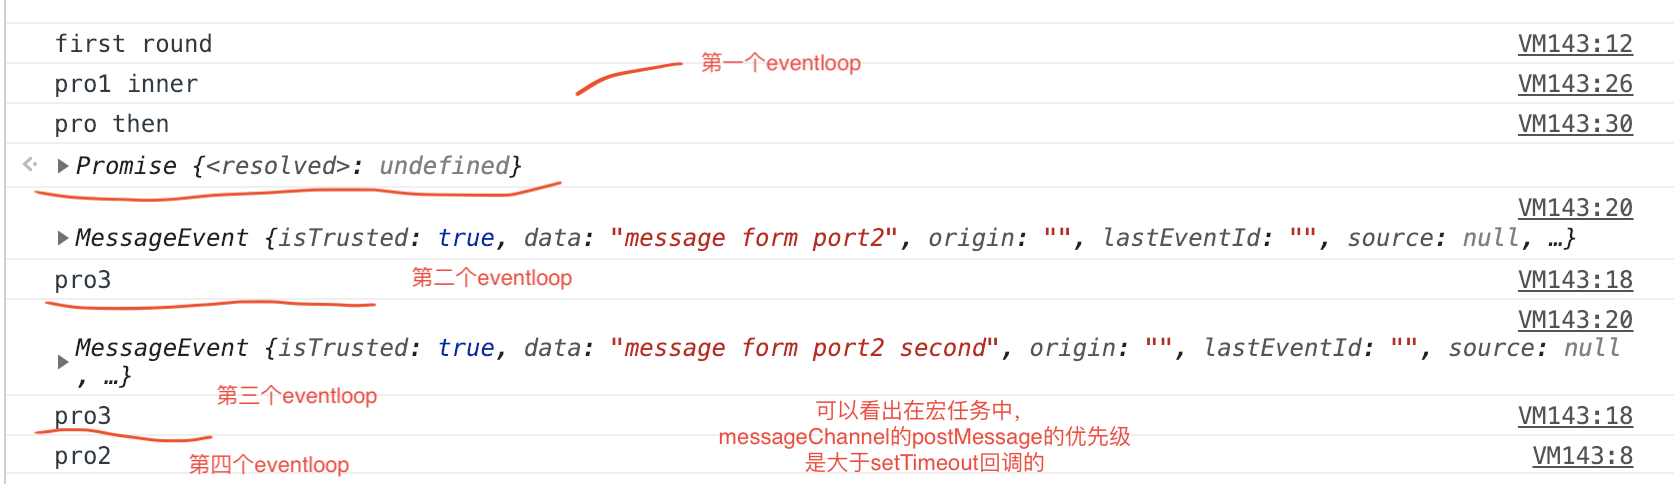 first round VM143:12
第一个eventloop
pro1 inner VM143:26
pro then VM143:30
Promise {<resolved>: undefined}
VM143:20
MessageEvent {isTrusted: true, data: "message form port2", origin: "", lastEventId: "", source: null, …}
第二个eventloop
pro3 VM143:18
VM143:20
MessageEvent {isTrusted: true, data: "message form port2 second", origin: "", lastEventId: "", source: null
, …}
第三个eventloop
pro3 VM143:18
可以看出在宏任务中,
messageChannel的postMessage的优先级
是大于setTimeout回调的
pro2 VM143:8
第四个eventloop